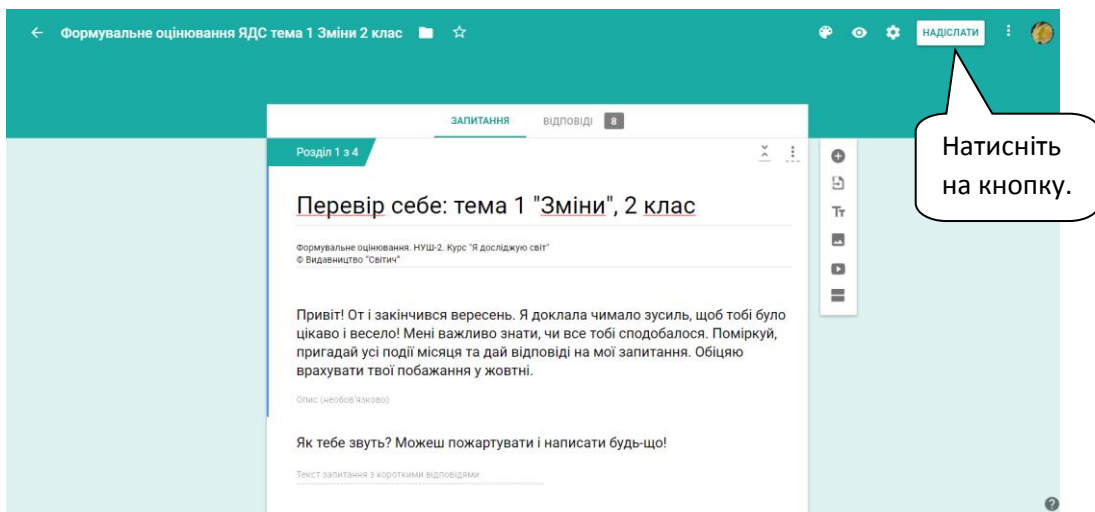 Формувальне оцінювання ЯДС тема 1 Зміни 2 клас
НАДІСЛАТИ
ЗАПИТАННЯ ВІДПОВІДІ 8
Натисніть
на кнопку.
Розділ 1 з 4
Перевір себе: тема 1 "Зміни", 2 клас
Формувальне оцінювання. НУШ-2. Курс "Я досліджую світ"
© Видавництво "Світич"
Привіт! От і закінчився вересень. Я доклала чимало зусиль, щоб тобі було
цікаво і весело! Мені важливо знати, чи все тобі сподобалося. Поміркуй,
пригадай усі події місяця та дай відповіді на мої запитання. Обіцяю
врахувати твої побажання у жовтні.
Опис (необов'язково)
Як тебе звуть? Можеш пожартувати і написати будь-що!
Текст запитання з короткими відповідями